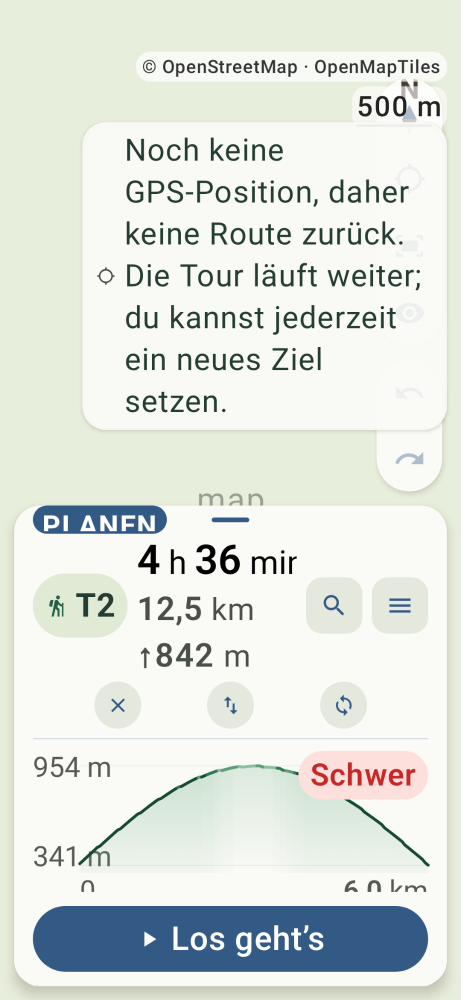 © OpenStreetMap · OpenMapTiles
N
500 m
Noch keine
GPS-Position, daher
keine Route zurück.
Die Tour läuft weiter;
du kannst jederzeit
ein neues Ziel
setzen.
map
PLANEN
4 h 36 mir
T2
12,5 km
↑842 m
954 m
Schwer
341 m
0
6,0 km
Los geht’s